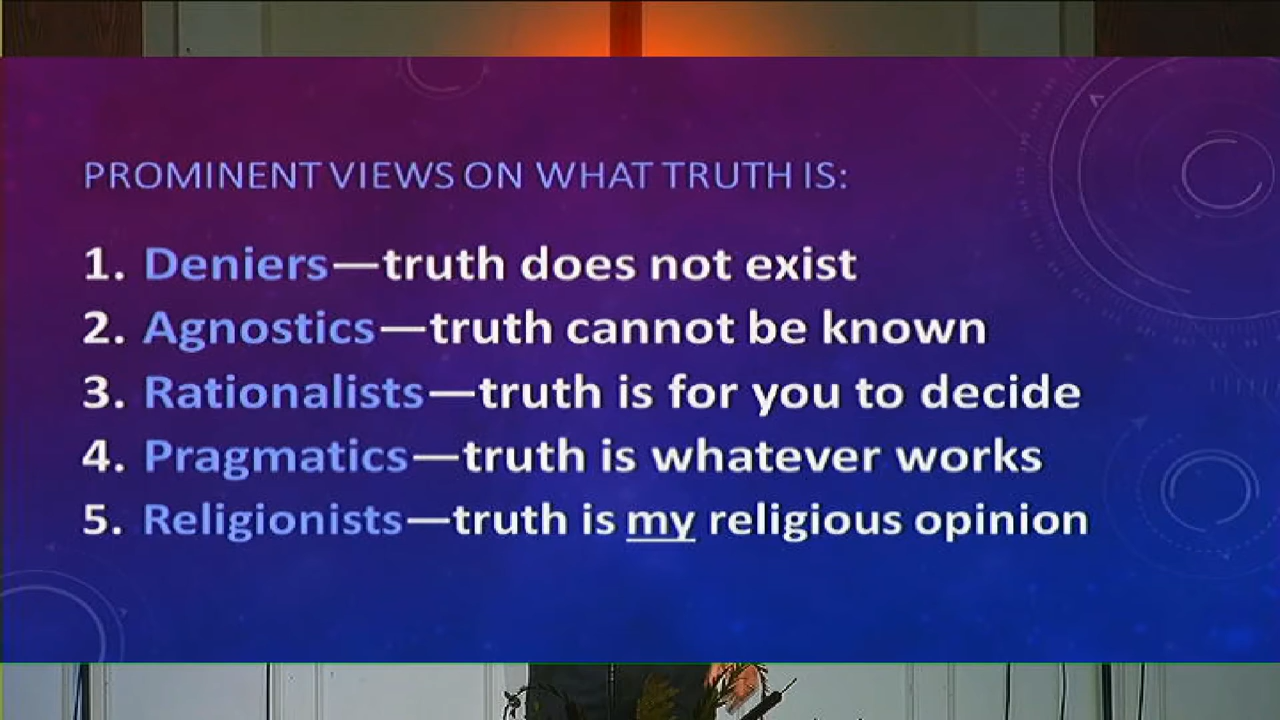 PROMINENT VIEWS ON WHAT TRUTH IS:
1. Deniers—truth does not exist
2. Agnostics—truth cannot be known
3. Rationalists—truth is for you to decide
4. Pragmatics—truth is whatever works
5. Religionists—truth is my religious opinion